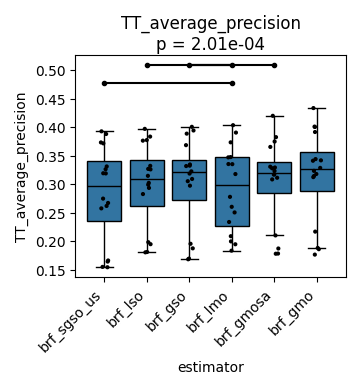 TT_average_precision
p = 2.01e-04
TT_average_precision
0.50
0.45
0.40
0.35
0.30
0.25
0.20
0.15
brf_sgso_us
brf_lso
brf_gso
brf_lmo
brf_gmosa
brf_gmo
estimator